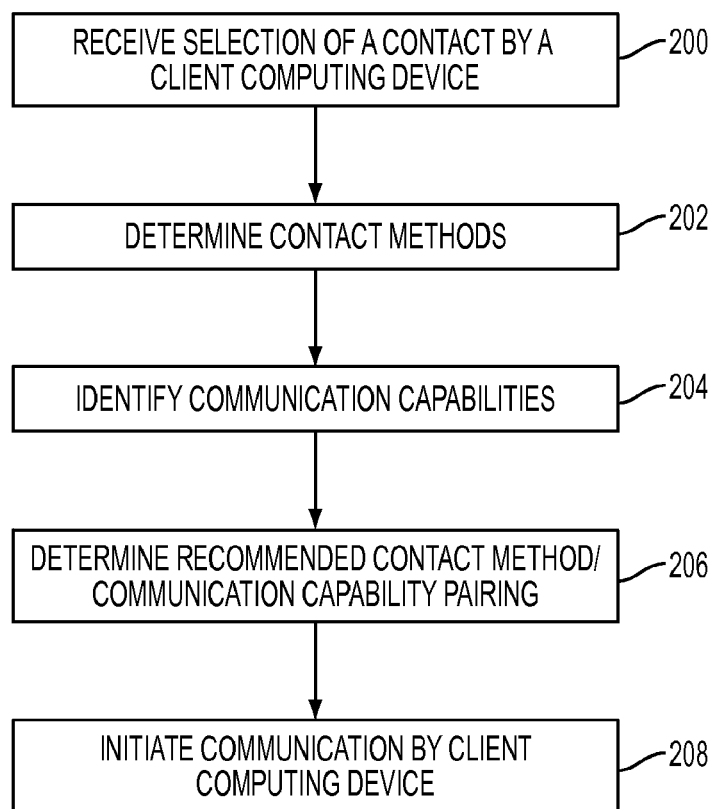 RECEIVE SELECTION OF A CONTACT BY A
CLIENT COMPUTING DEVICE
200
DETERMINE CONTACT METHODS
202
IDENTIFY COMMUNICATION CAPABILITIES
204
DETERMINE RECOMMENDED CONTACT METHOD/
COMMUNICATION CAPABILITY PAIRING
206
INITIATE COMMUNICATION BY CLIENT
COMPUTING DEVICE
208